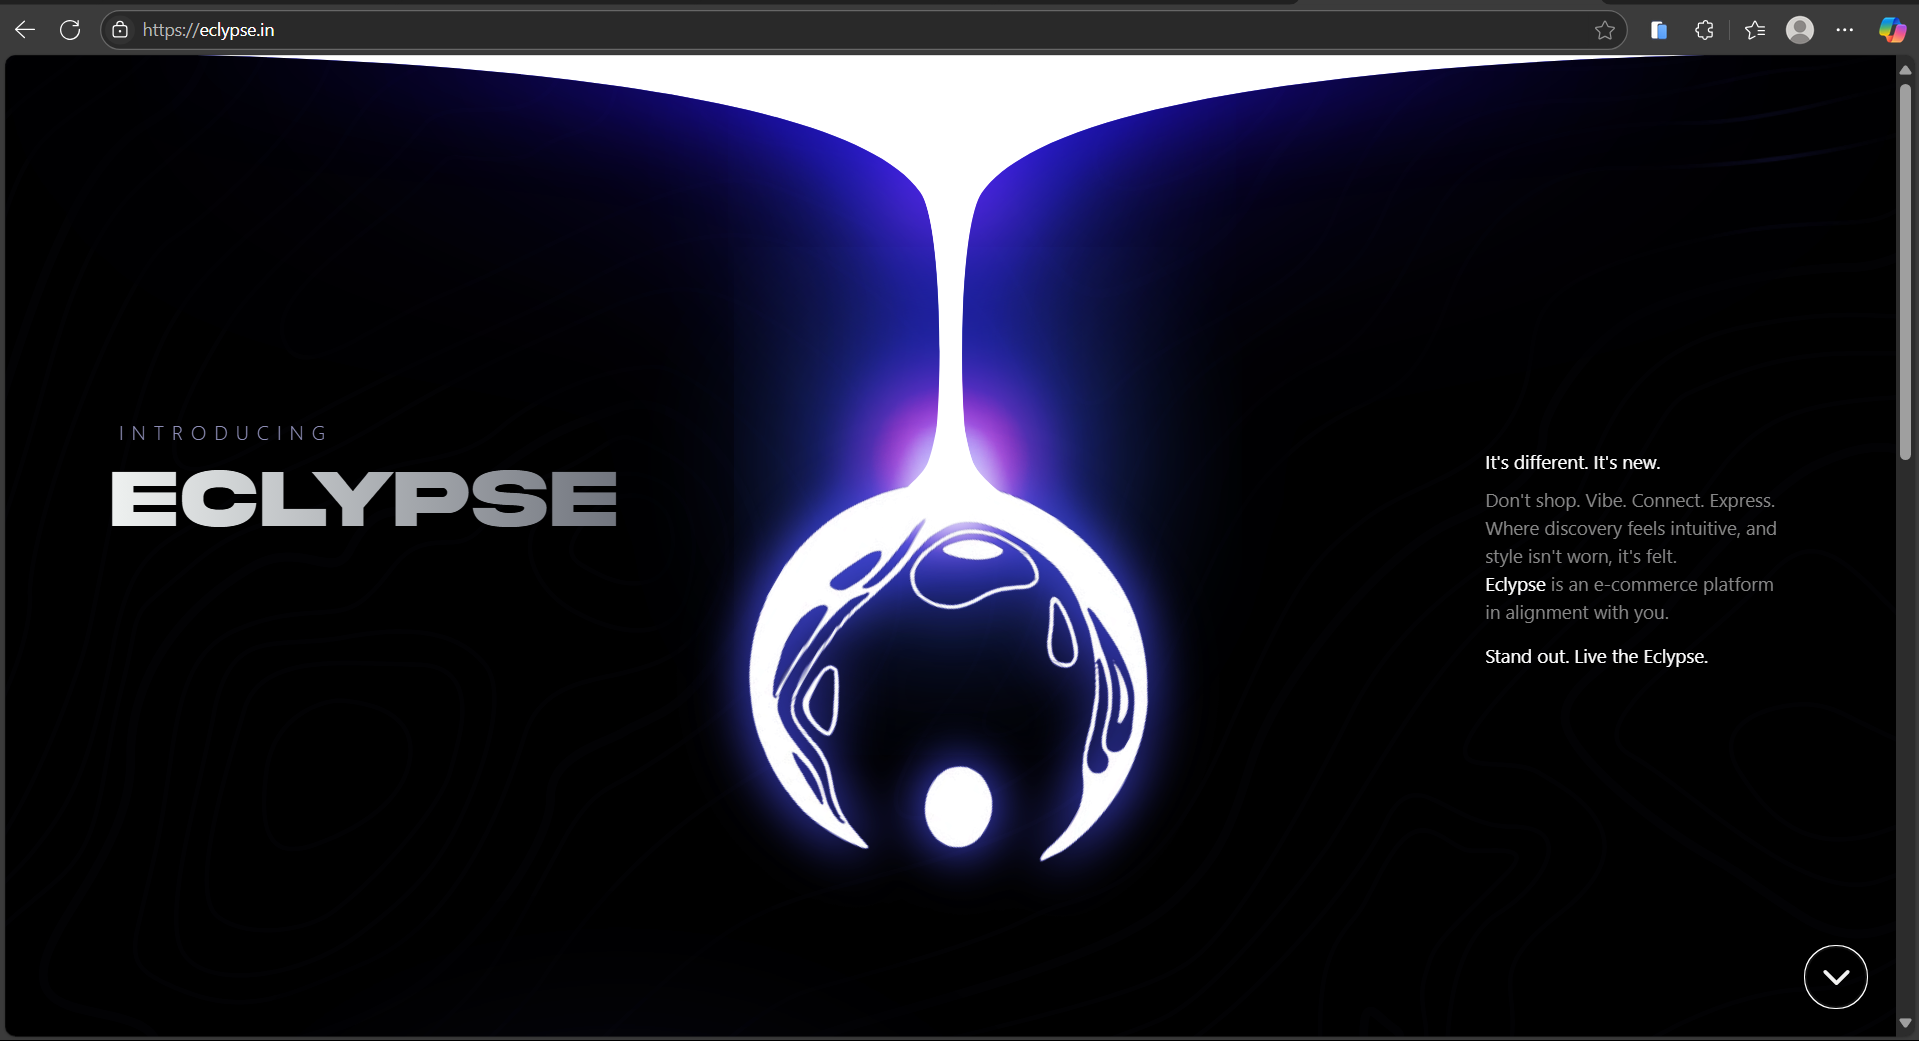 https://eclypse.in
INTRODUCING
ECLYPSE
It's different. It's new.
Don't shop. Vibe. Connect. Express.
Where discovery feels intuitive, and
style isn't worn, it's felt.
Eclypse is an e-commerce platform
in alignment with you.
Stand out. Live the Eclypse.